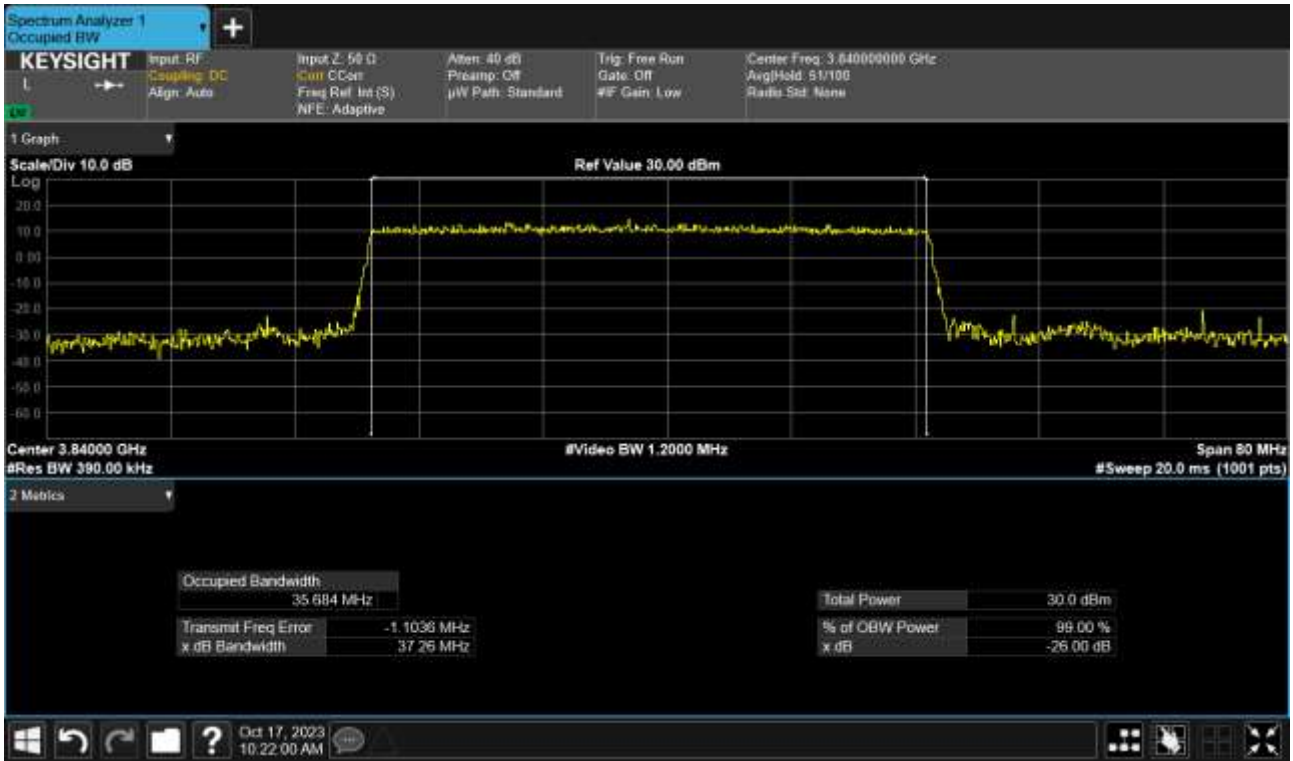 Spectrum Analyzer 1
Occupied BW
KEYSIGHT
L
Input: RF
Coupling: DC
Align: Auto
Input Z: 50 Ω
Corr CCorr
Freq Ref: Int (S)
NFE: Adaptive
Atten: 40 dB
Preamp: Off
µW Path: Standard
Trig: Free Run
Gate: Off
#IF Gain: Low
Center Freq: 3.840000000 GHz
Avg|Hold: 51/100
Radio Std: None
1 Graph
Scale/Div 10.0 dB
Ref Value 30.00 dBm
Log
20.0
10.0
0.00
-10.0
-20.0
-30.0
-40.0
-50.0
-60.0
Center 3.84000 GHz
#Video BW 1.2000 MHz
Span 80 MHz
#Res BW 390.00 kHz
#Sweep 20.0 ms (1001 pts)
2 Metrics
Occupied Bandwidth
35.684 MHz
Transmit Freq Error -1.1036 MHz
x dB Bandwidth 37.26 MHz
Total Power 30.0 dBm
% of OBW Power 99.00 %
x dB -26.00 dB
Oct 17, 2023
10:22:00 AM